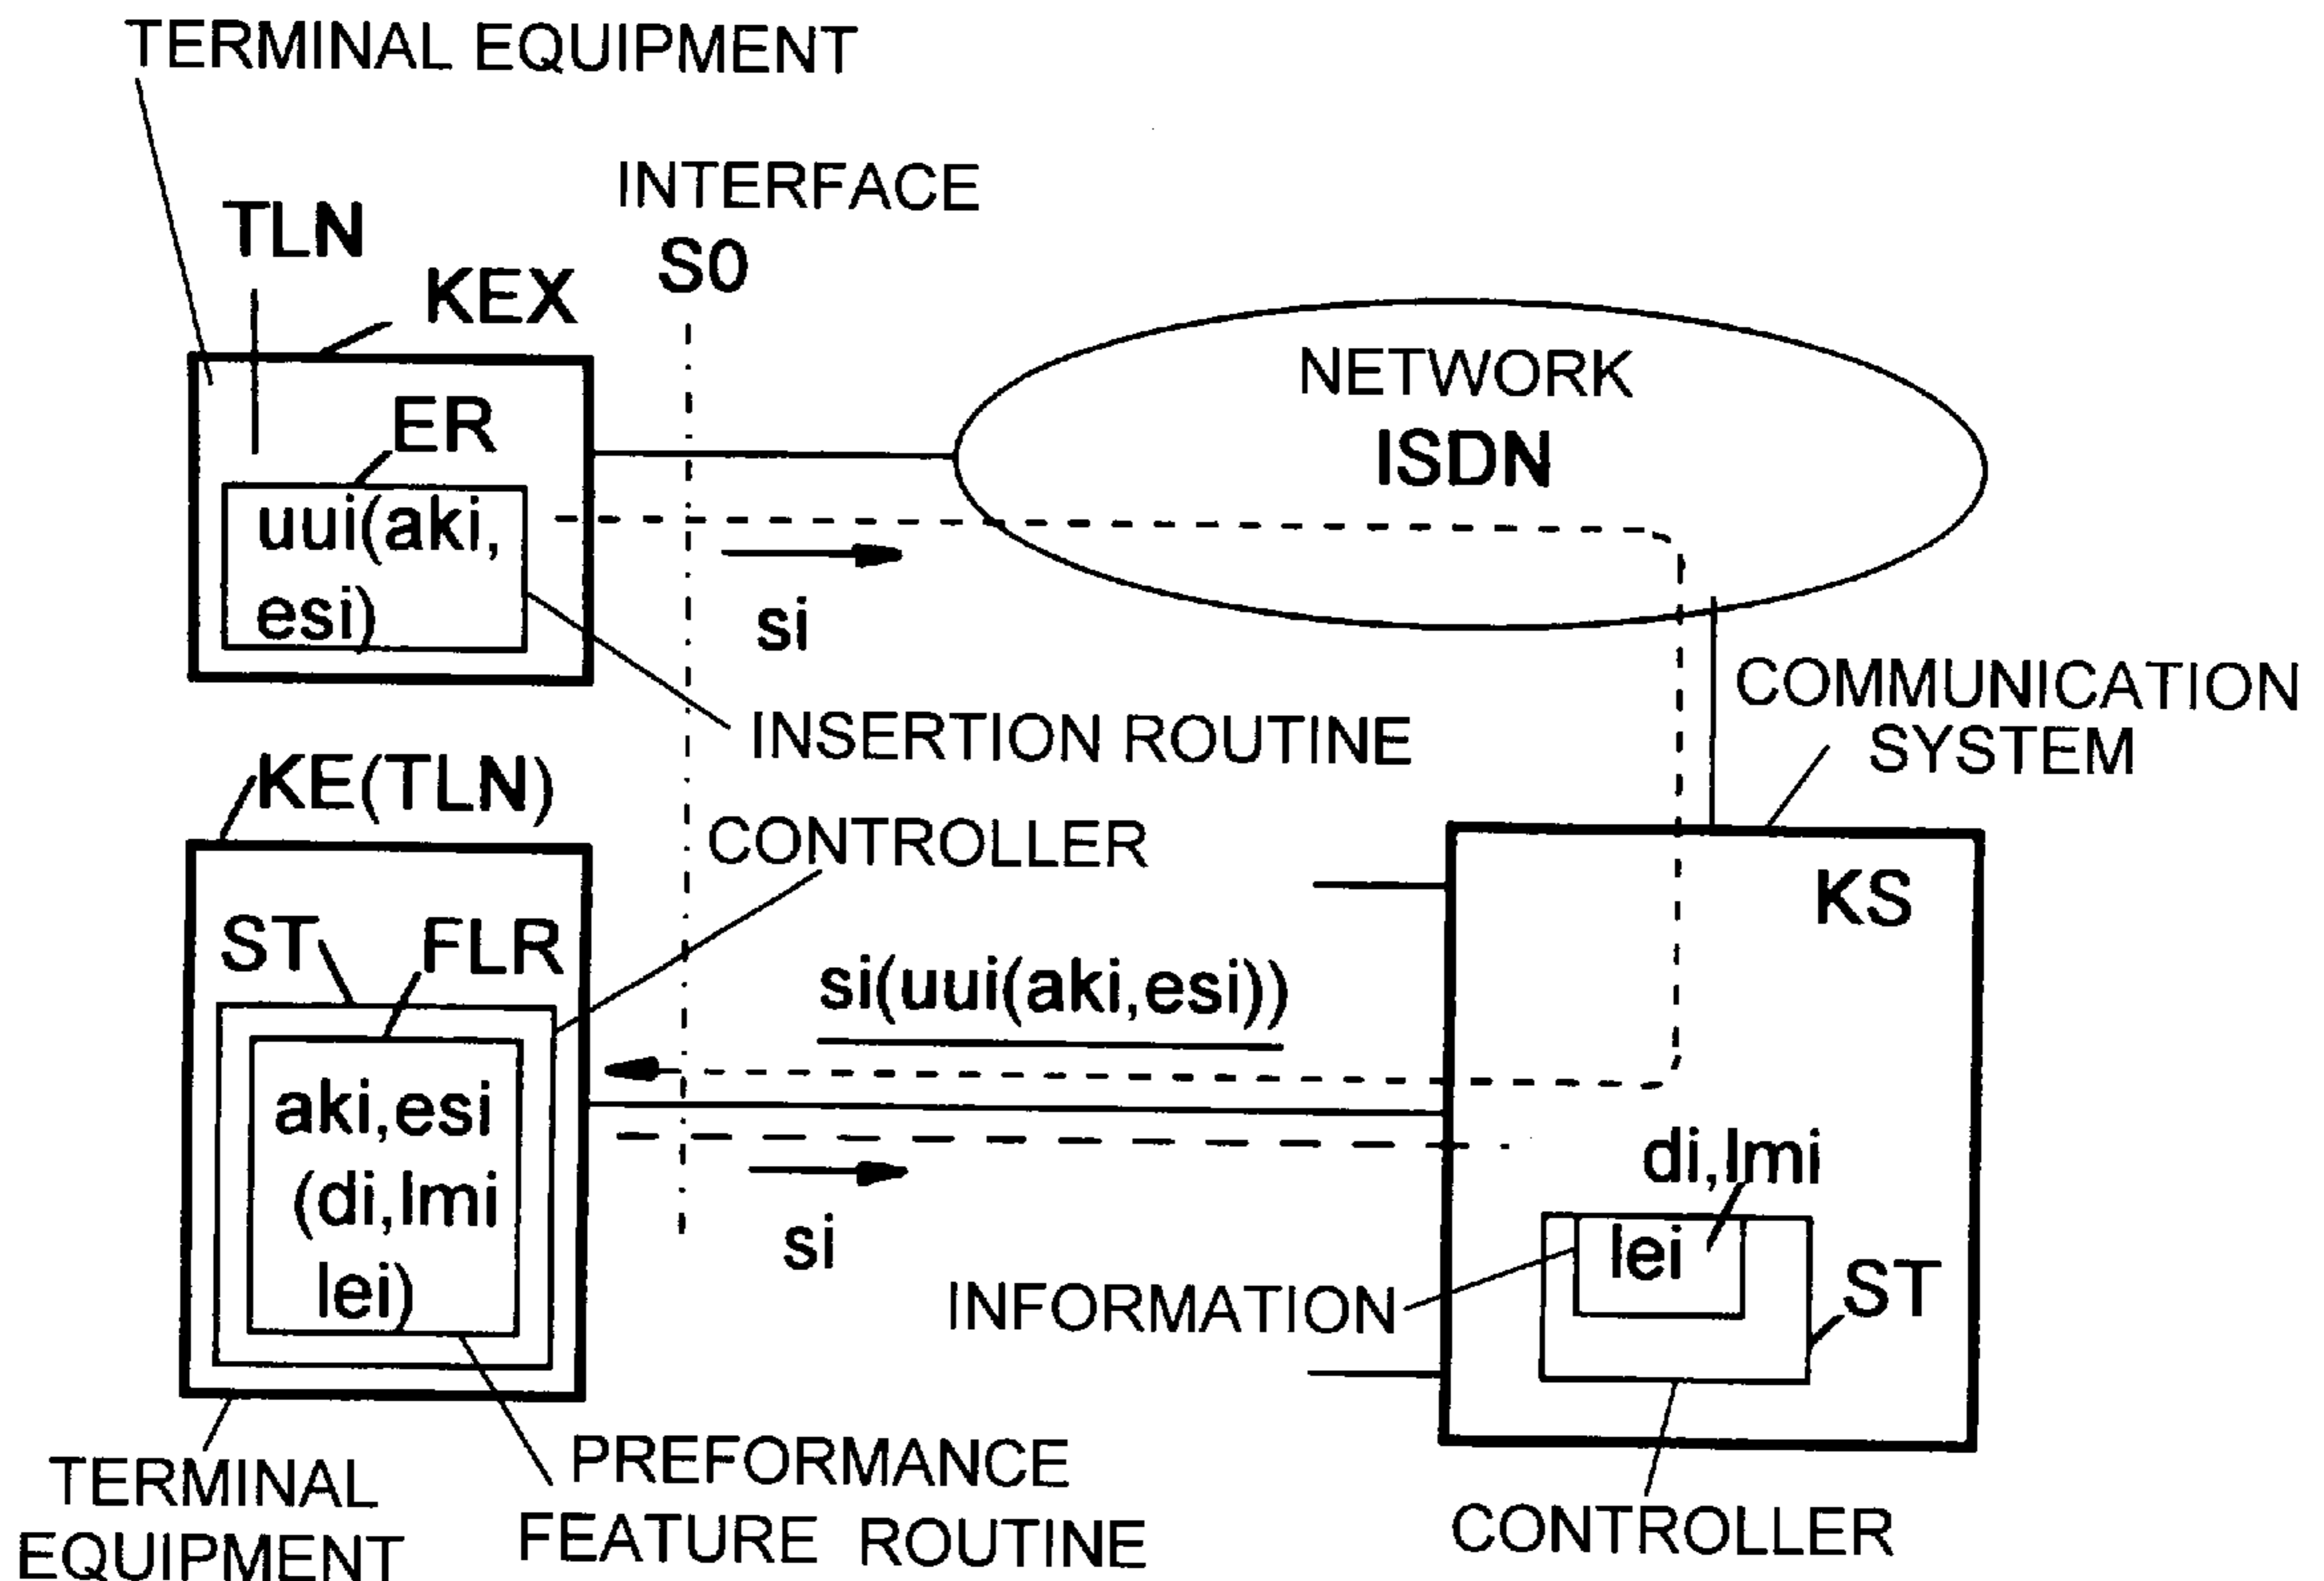 TERMINAL EQUIPMENT
INTERFACE
TLN
S0
KEX
NETWORK
ER
ISDN
uui(aki,
esi)
si
COMMUNICATION
SYSTEM
INSERTION ROUTINE
KE(TLN)
CONTROLLER
KS
ST
FLR
si(uui(aki,esi))
aki,esi
(di,lmi
lei)
di,lmi
lei
si
ST
INFORMATION
PREFORMANCE
FEATURE ROUTINE
TERMINAL
EQUIPMENT
CONTROLLER